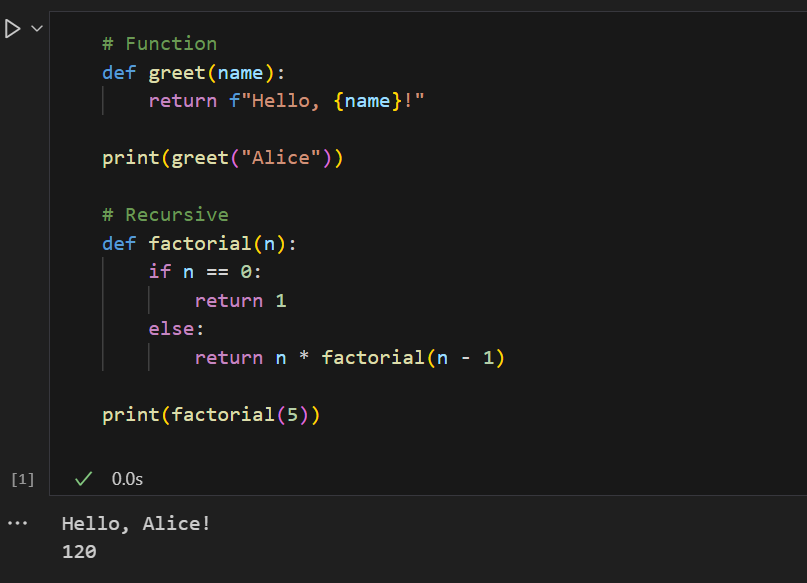 # Function
def greet(name):
    return f"Hello, {name}!"
print(greet("Alice"))
# Recursive
def factorial(n):
    if n == 0:
        return 1
    else:
        return n * factorial(n - 1)
print(factorial(5))
[1] 0.0s
Hello, Alice!
120